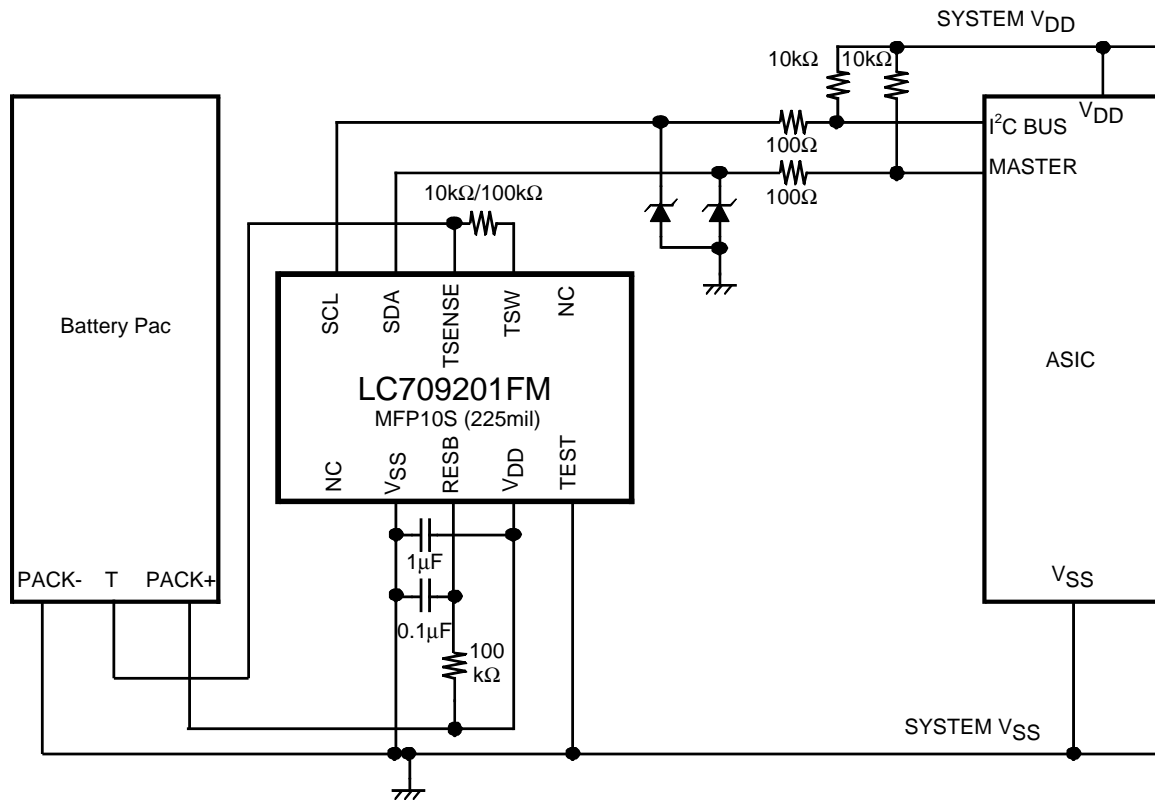 SYSTEM VDD
10kΩ 10kΩ
VDD
I²C BUS
100Ω
MASTER
100Ω
10kΩ/100kΩ
SCL
SDA
TSENSE
TSW
NC
Battery Pac
ASIC
LC709201FM
MFP10S (225mil)
NC
VSS
RESB
VDD
TEST
1μF
PACK- T PACK+
VSS
0.1μF
100
kΩ
SYSTEM VSS